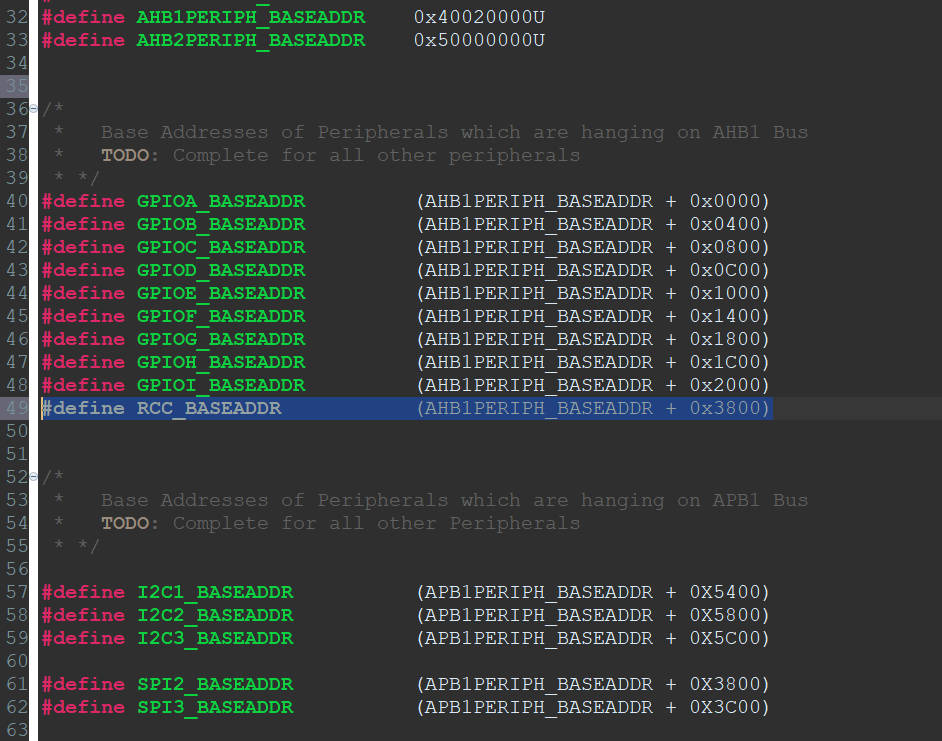 32 #define AHB1PERIPH_BASEADDR 0x40020000U
33 #define AHB2PERIPH_BASEADDR 0x50000000U
34
35
36 /*
37 * Base Addresses of Peripherals which are hanging on AHB1 Bus
38 * TODO: Complete for all other peripherals
39 * */
40 #define GPIOA_BASEADDR (AHB1PERIPH_BASEADDR + 0x0000)
41 #define GPIOB_BASEADDR (AHB1PERIPH_BASEADDR + 0x0400)
42 #define GPIOC_BASEADDR (AHB1PERIPH_BASEADDR + 0x0800)
43 #define GPIOD_BASEADDR (AHB1PERIPH_BASEADDR + 0x0C00)
44 #define GPIOE_BASEADDR (AHB1PERIPH_BASEADDR + 0x1000)
45 #define GPIOF_BASEADDR (AHB1PERIPH_BASEADDR + 0x1400)
46 #define GPIOG_BASEADDR (AHB1PERIPH_BASEADDR + 0x1800)
47 #define GPIOH_BASEADDR (AHB1PERIPH_BASEADDR + 0x1C00)
48 #define GPIOI_BASEADDR (AHB1PERIPH_BASEADDR + 0x2000)
49 #define RCC_BASEADDR (AHB1PERIPH_BASEADDR + 0x3800)
50
51
52 /*
53 * Base Addresses of Peripherals which are hanging on APB1 Bus
54 * TODO: Complete for all other Peripherals
55 * */
56
57 #define I2C1_BASEADDR (APB1PERIPH_BASEADDR + 0X5400)
58 #define I2C2_BASEADDR (APB1PERIPH_BASEADDR + 0X5800)
59 #define I2C3_BASEADDR (APB1PERIPH_BASEADDR + 0X5C00)
60
61 #define SPI2_BASEADDR (APB1PERIPH_BASEADDR + 0X3800)
62 #define SPI3_BASEADDR (APB1PERIPH_BASEADDR + 0X3C00)
63